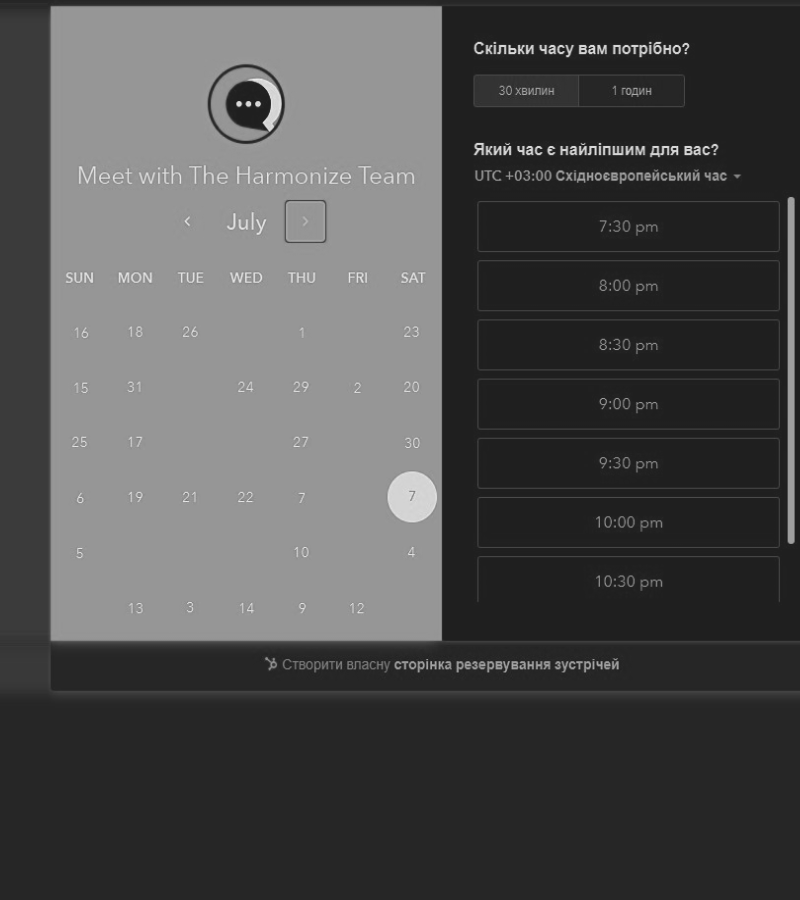 Meet with The Harmonize Team
July
SUN MON TUE WED THU FRI SAT
16 18 26 1 23
15 31 24 29 2 20
25 17 27 30
6 19 21 22 7 7
5 10 4
13 3 14 9 12
Скільки часу вам потрібно?
30 хвилин 1 годин
Який час є найліпшим для вас?
UTC +03:00 Східноєвропейський час
7:30 pm
8:00 pm
8:30 pm
9:00 pm
9:30 pm
10:00 pm
10:30 pm
Створити власну сторінка резервування зустрічей